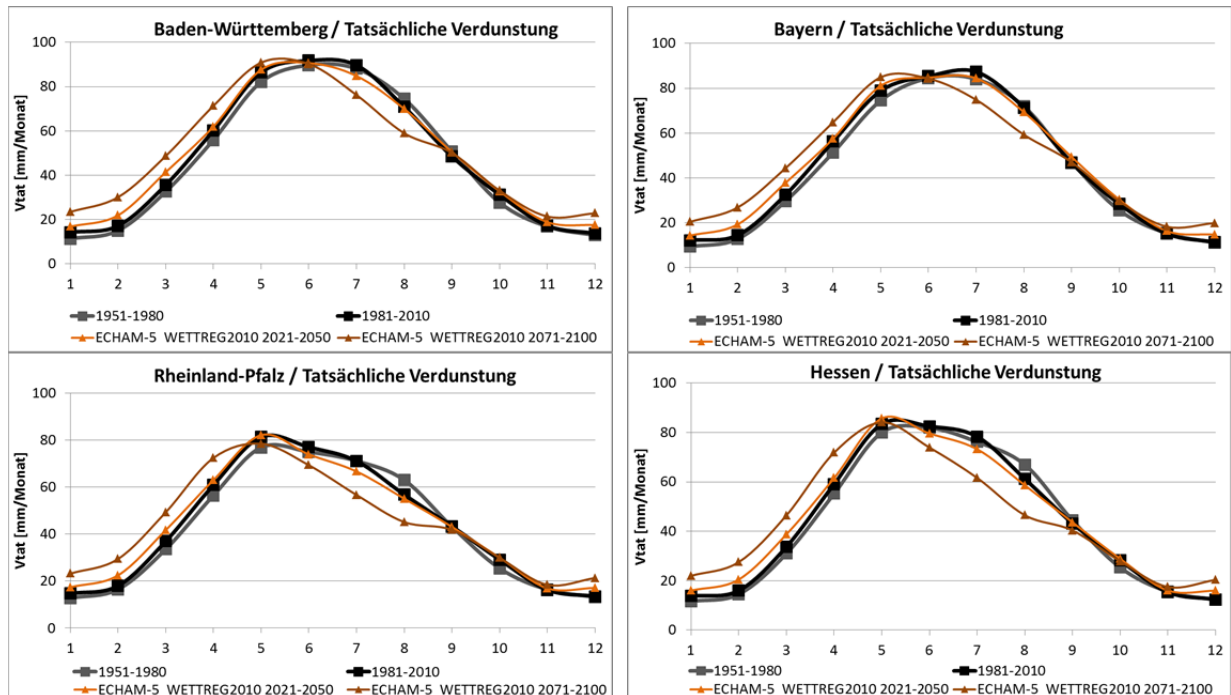 Baden-Württemberg / Tatsächliche Verdunstung
Vtat [mm/Monat]
100
80
60
40
20
0
1 2 3 4 5 6 7 8 9 10 11 12
1951-1980 1981-2010
ECHAM-5 WETTREG2010 2021-2050 ECHAM-5 WETTREG2010 2071-2100
Bayern / Tatsächliche Verdunstung
Vtat [mm/Monat]
100
80
60
40
20
0
1 2 3 4 5 6 7 8 9 10 11 12
1951-1980 1981-2010
ECHAM-5 WETTREG2010 2021-2050 ECHAM-5 WETTREG2010 2071-2100
Rheinland-Pfalz / Tatsächliche Verdunstung
Vtat [mm/Monat]
100
80
60
40
20
0
1 2 3 4 5 6 7 8 9 10 11 12
1951-1980 1981-2010
ECHAM-5 WETTREG2010 2021-2050 ECHAM-5 WETTREG2010 2071-2100
Hessen / Tatsächliche Verdunstung
Vtat [mm/Monat]
100
80
60
40
20
0
1 2 3 4 5 6 7 8 9 10 11 12
1951-1980 1981-2010
ECHAM-5 WETTREG2010 2021-2050 ECHAM-5 WETTREG2010 2071-2100